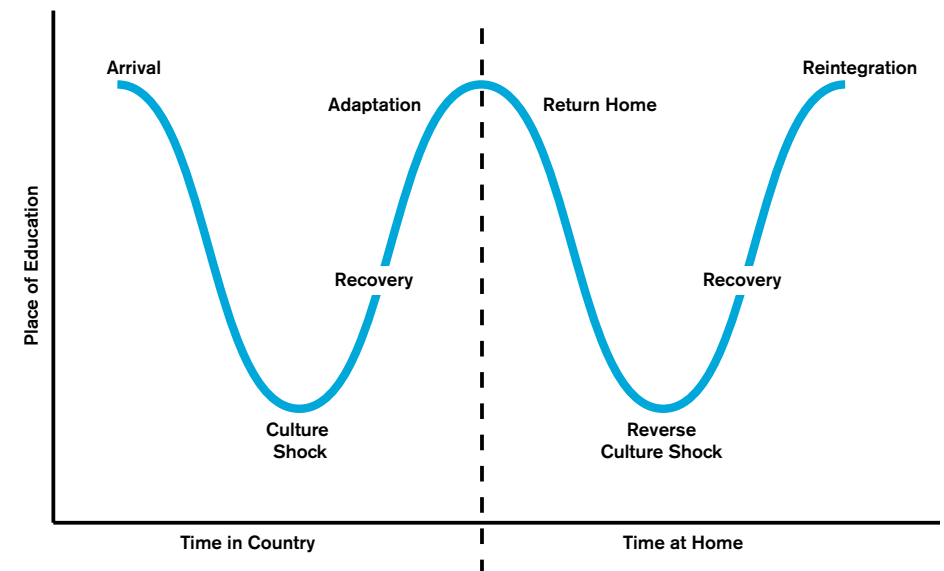 Arrival
Reintegration
Adaptation
Return Home
Place of Education
Recovery
Recovery
Culture
Shock
Reverse
Culture Shock
Time in Country
Time at Home